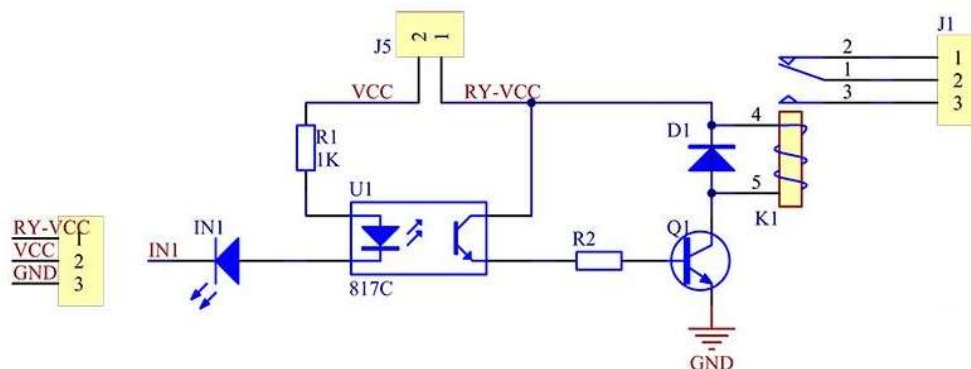 J5
2 1
J1
2 1
1 2
3 3
VCC RY-VCC
R1
1K
D1
4
5
K1
U1
817C
R2
Q1
GND
IN1
IN1
RY-VCC 1
VCC 2
GND 3